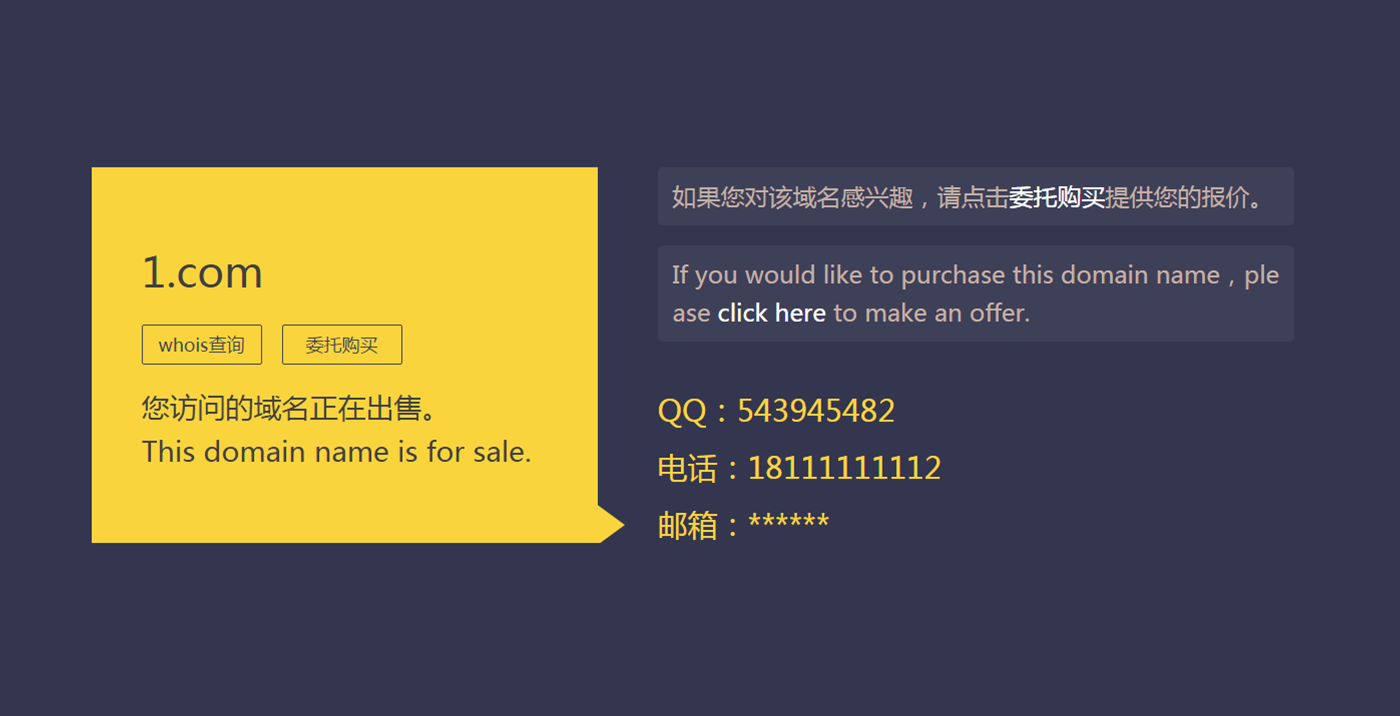 1.com
whois查询
委托购买
您访问的域名正在出售。
This domain name is for sale.
如果您对该域名感兴趣，请点击委托购买提供您的报价。
If you would like to purchase this domain name，ple
ase click here to make an offer.
QQ：543945482
电话：18111111112
邮箱：******